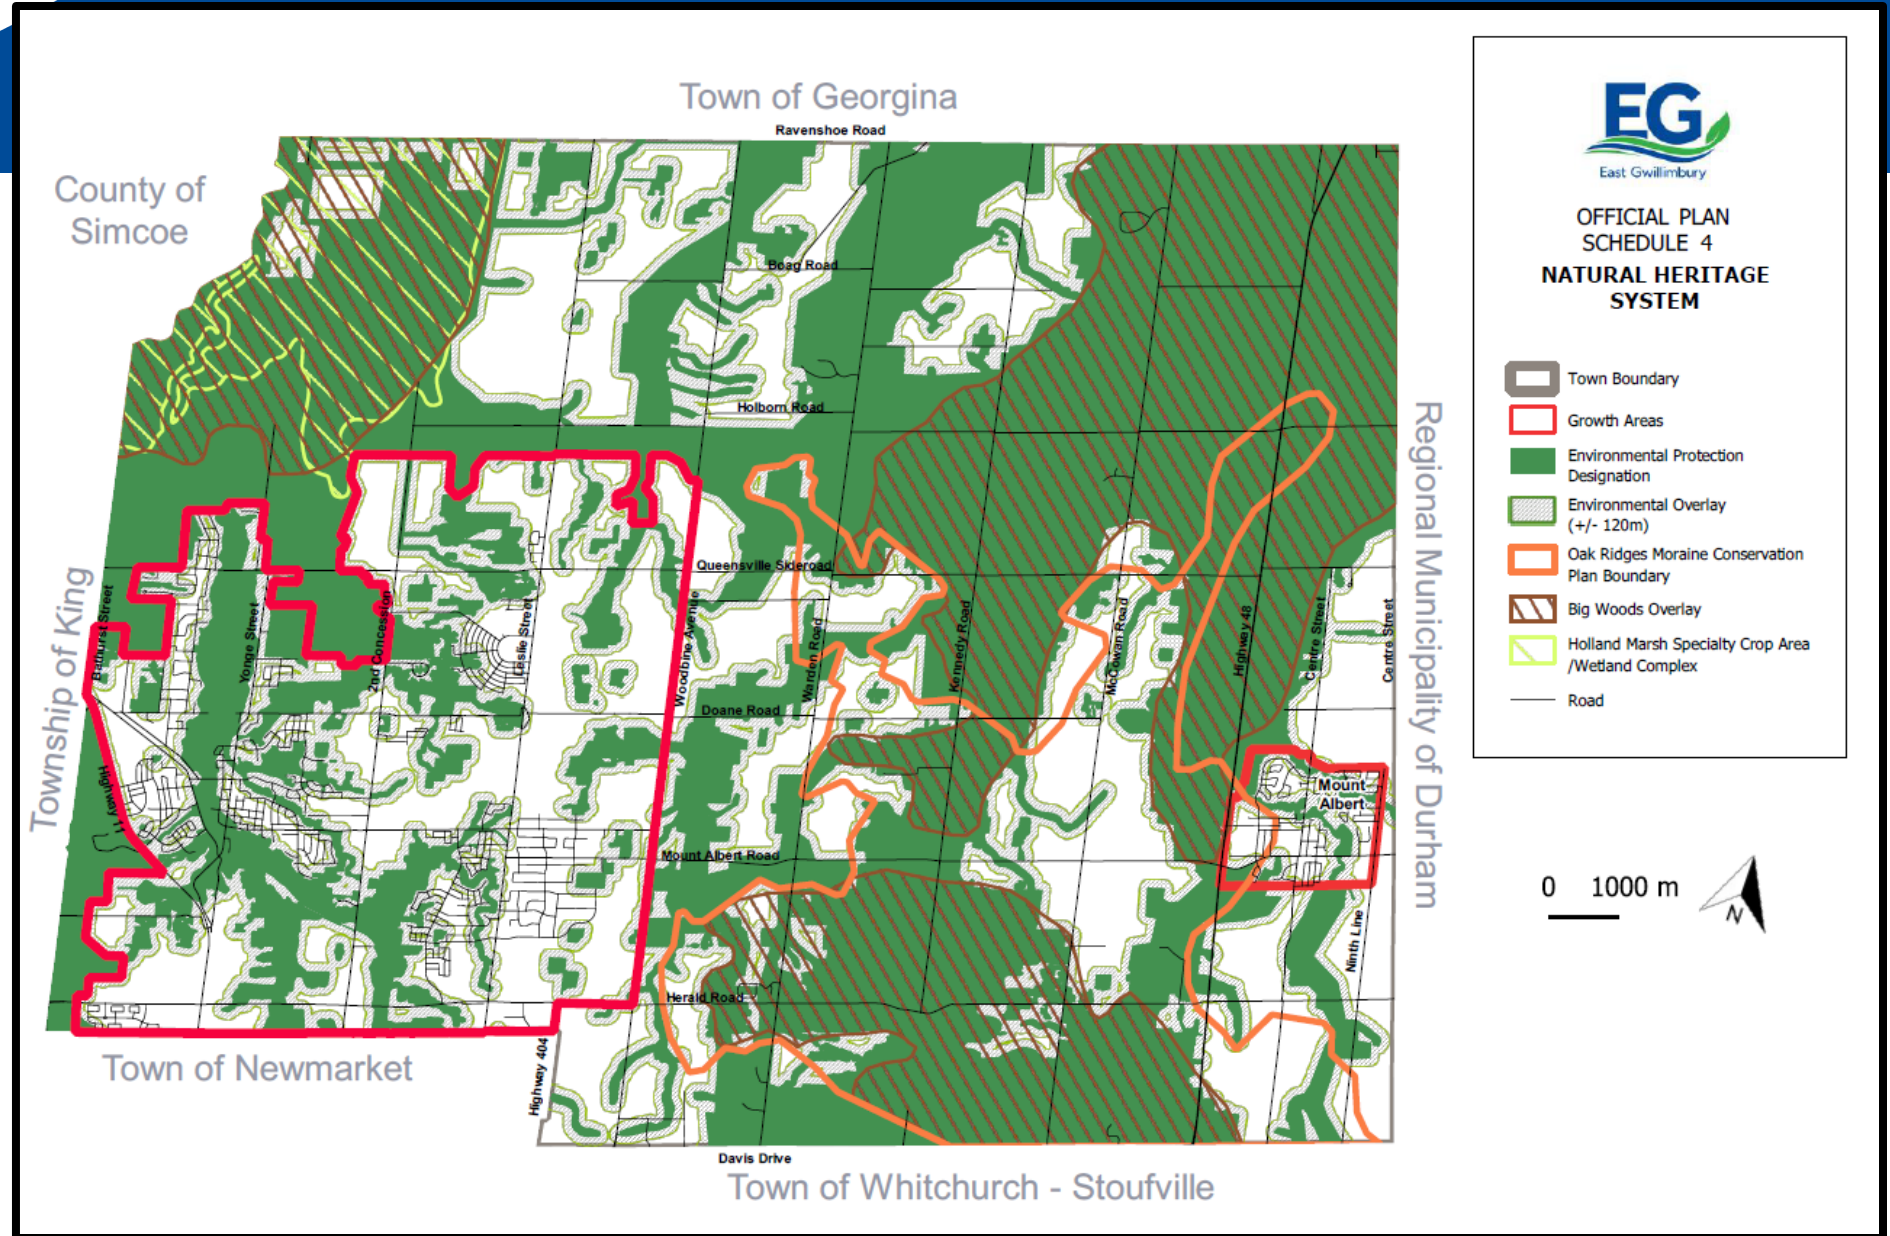 Town of Georgina
Ravenshoe Road
County of
Simcoe
Boag Road
Holborn Road
Queensville Sideroad
Township of King
Bathurst Street
Yonge Street
2nd Concession
Leslie Street
Woodbine Avenue
Warden Road
Kennedy Road
McCowan Road
Highway 48
Centre Street
Centre Street
Regional Municipality of Durham
Doane Road
Highway 11
Mount
Albert
Mount Albert Road
Ninth Line
Herald Road
Highway 404
Town of Newmarket
Davis Drive
Town of Whitchurch - Stoufville
EG
East Gwillimbury
OFFICIAL PLAN
SCHEDULE 4
NATURAL HERITAGE
SYSTEM
Town Boundary
Growth Areas
Environmental Protection
Designation
Environmental Overlay
(+/- 120m)
Oak Ridges Moraine Conservation
Plan Boundary
Big Woods Overlay
Holland Marsh Specialty Crop Area
/Wetland Complex
Road
0 1000 m
N